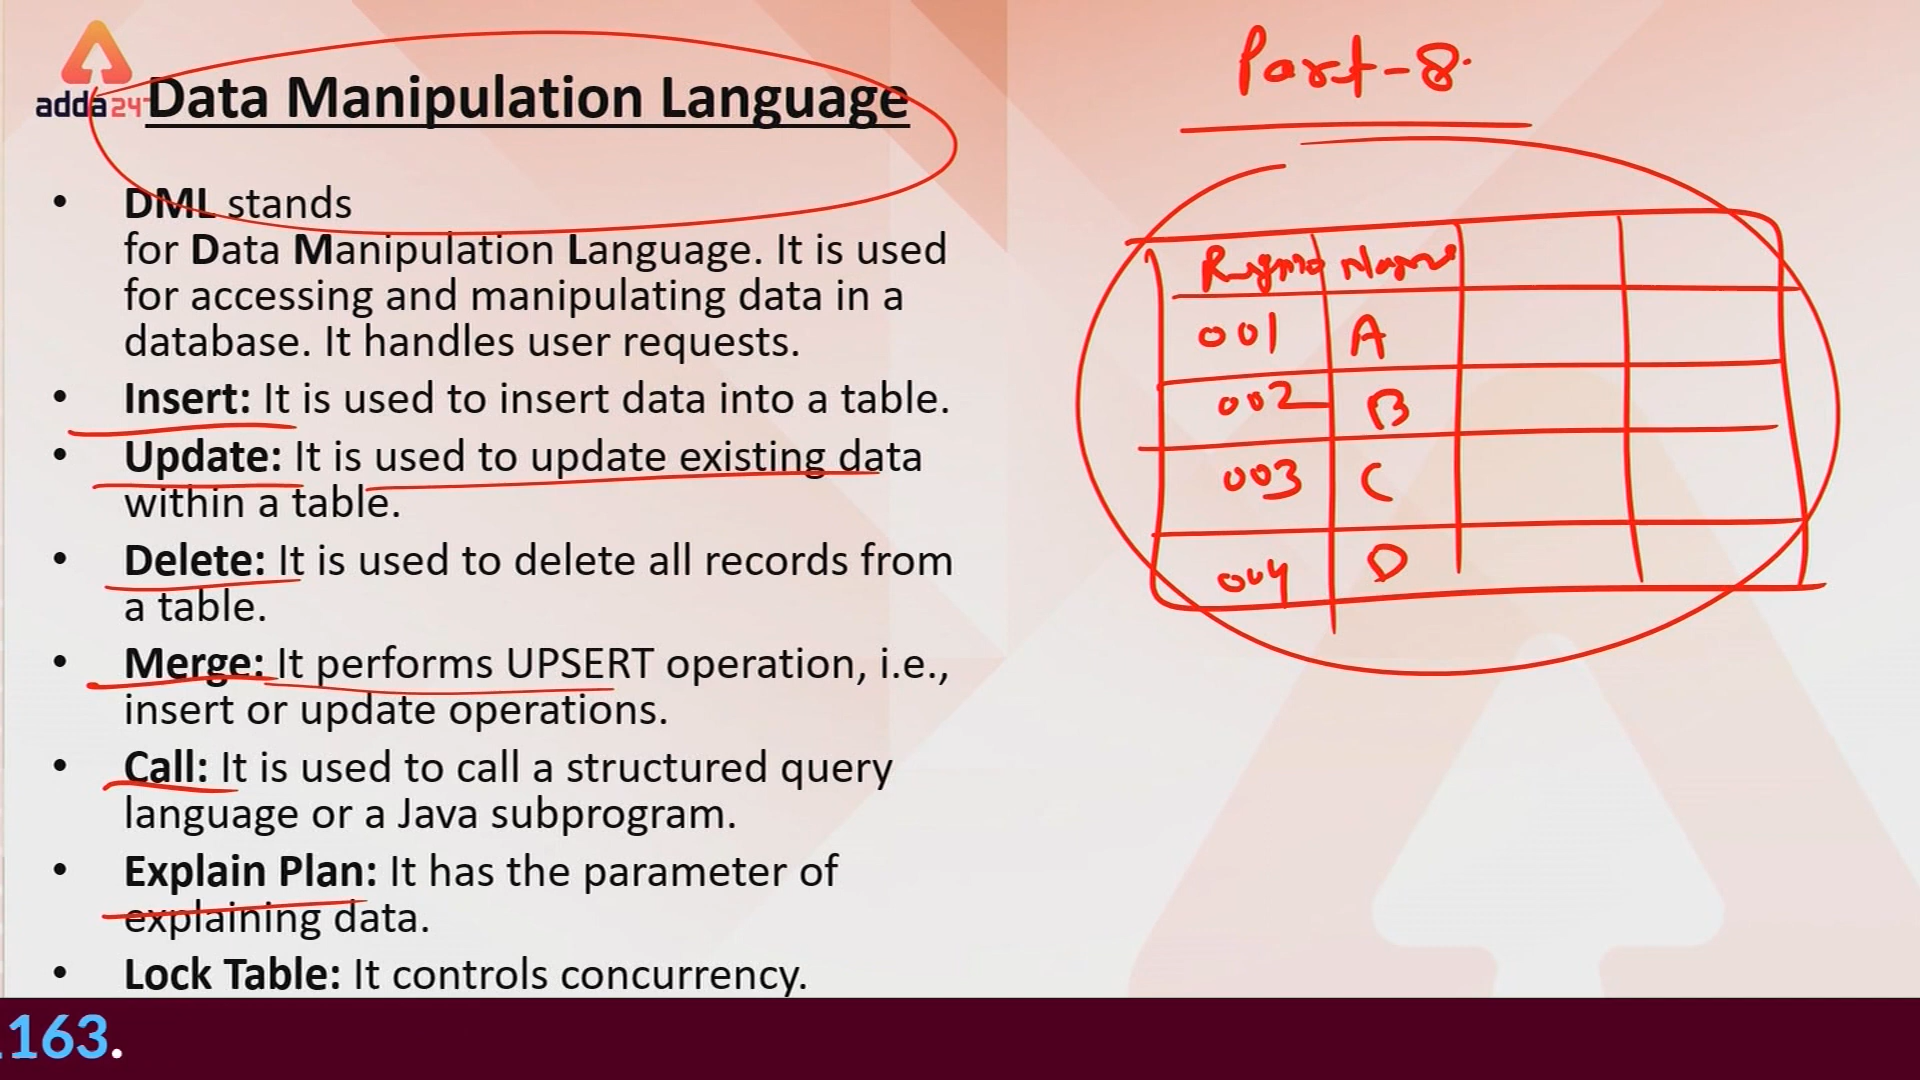 adda247
Data Manipulation Language
• DML stands
for Data Manipulation Language. It is used
for accessing and manipulating data in a
database. It handles user requests.
• Insert: It is used to insert data into a table.
• Update: It is used to update existing data
within a table.
• Delete: It is used to delete all records from
a table.
• Merge: It performs UPSERT operation, i.e.,
insert or update operations.
• Call: It is used to call a structured query
language or a Java subprogram.
• Explain Plan: It has the parameter of
explaining data.
• Lock Table: It controls concurrency.
Part-8
Name
001 A
002 B
003 C
004 D
163.